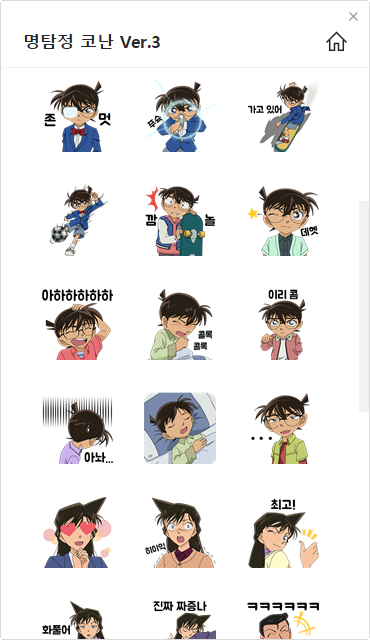 명탐정 코난 Ver.3
존 멋
푸슉
가고 있어
깜 놀
데헷
아하하하하하
콜록
콜록
이리 콤
아놔...
...
히이익
최고!
화풀어
진짜 짜증나
ㅋㅋㅋㅋㅋㅋ